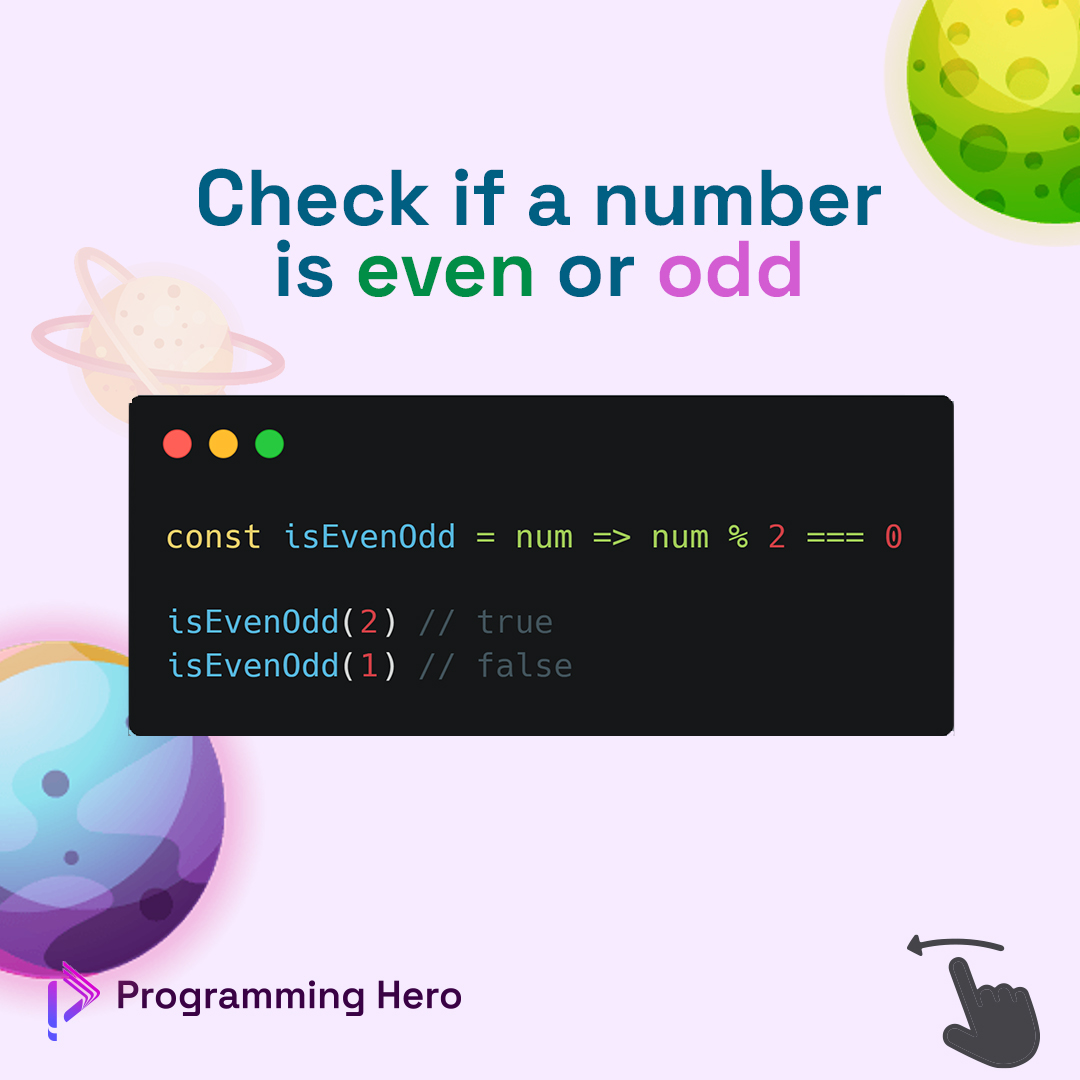 Check if a number
is even or odd
const isEvenOdd = num => num % 2 === 0
isEvenOdd(2) // true
isEvenOdd(1) // false
Programming Hero